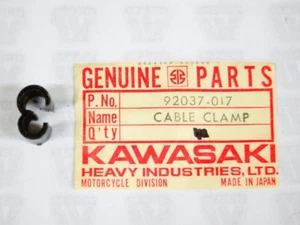 GENUINE PARTS
P. No. 92037-017
Name CABLE CLAMP
Q'ty
KAWASAKI
HEAVY INDUSTRIES, LTD.
MOTORCYCLE DIVISION MADE IN JAPAN